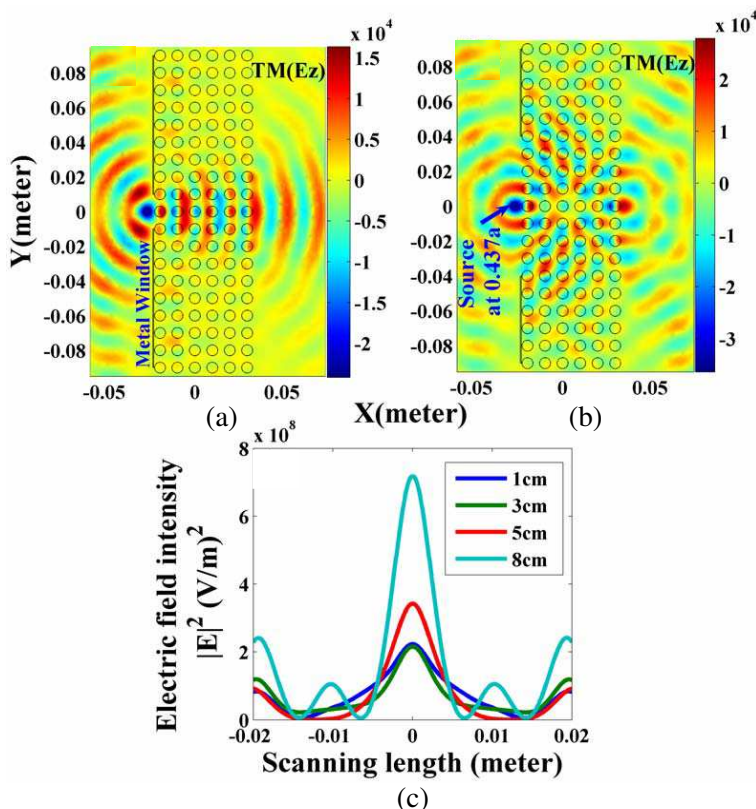 x 10^4
x 10^4
TM(Ez)
TM(Ez)
0.08
0.06
0.04
0.02
0
-0.02
-0.04
-0.06
-0.08
Y(meter)
Metal Window
1.5
1
0.5
0
-0.5
-1
-1.5
-2
0.08
0.06
0.04
0.02
0
-0.02
-0.04
-0.06
-0.08
Source
at 0.437a
2
1
0
-1
-2
-3
-0.05
0
0.05
-0.05
0
0.05
(a)
X(meter)
(b)
x 10^8
8
6
4
2
0
Electric field intensity
|E|^2 (V/m)^2
1cm
3cm
5cm
8cm
-0.02
-0.01
0
0.01
0.02
Scanning length (meter)
(c)